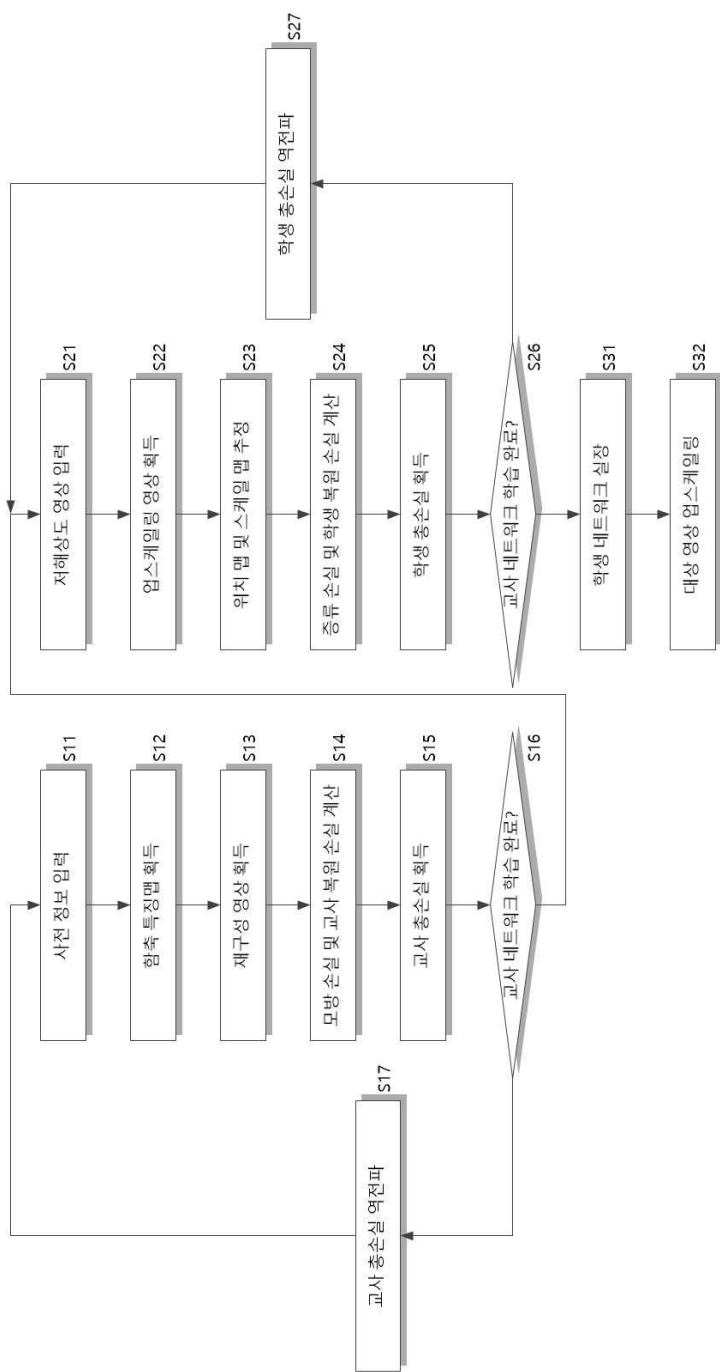 사전 정보 입력
S11
함축 특징맵 획득
S12
재구성 영상 획득
S13
모방 손실 및 교사 복원 손실 계산
S14
교사 총손실 획득
S15
교사 네트워크 학습 완료?
S16
교사 총손실 역전파
S17
저해상도 영상 입력
S21
업스케일링 영상 획득
S22
위치 맵 및 스케일 맵 추정
S23
증류 손실 및 학생 복원 손실 계산
S24
학생 총손실 획득
S25
교사 네트워크 학습 완료?
S26
학생 총손실 역전파
S27
학생 네트워크 실장
S31
대상 영상 업스케일링
S32